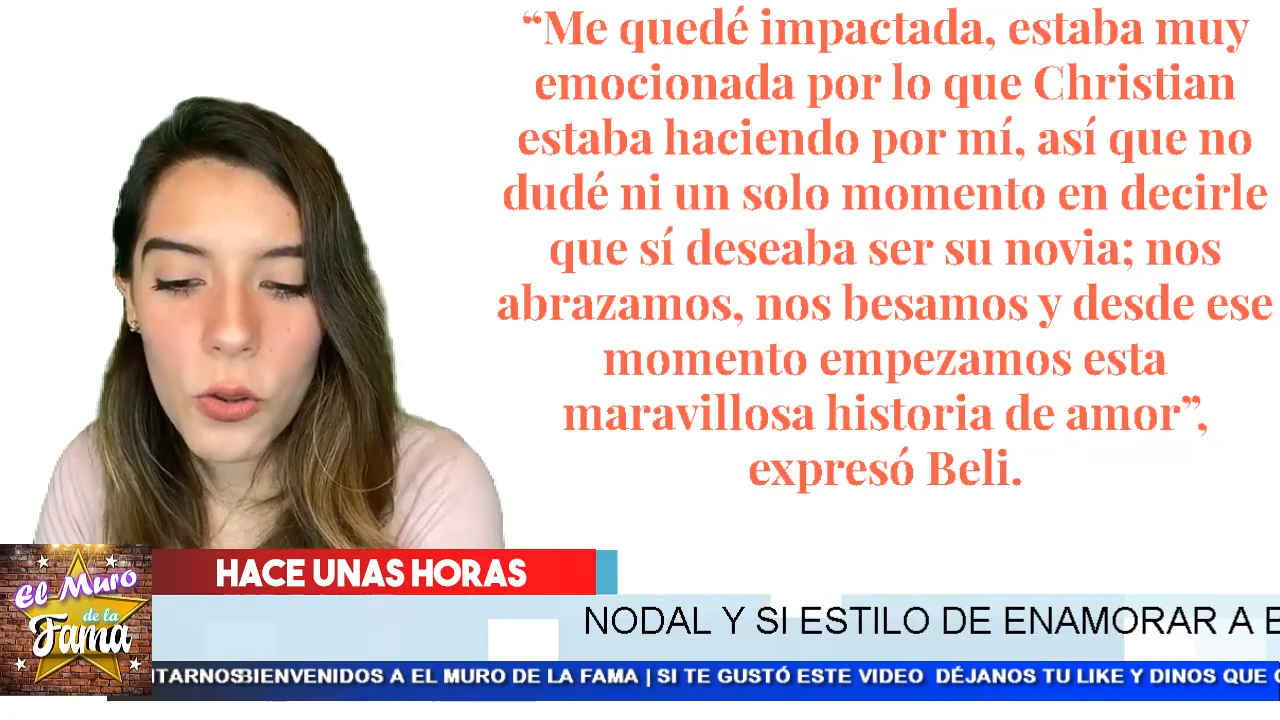 “Me quedé impactada, estaba muy
emocionada por lo que Christian
estaba haciendo por mí, así que no
dudé ni un solo momento en decirle
que sí deseaba ser su novia; nos
abrazamos, nos besamos y desde ese
momento empezamos esta
maravillosa historia de amor”,
expresó Beli.
HACE UNAS HORAS
El Muro
de la
Fama
NODAL Y SI ESTILO DE ENAMORAR A
ITARNOSBIENVENIDOS A EL MURO DE LA FAMA | SI TE GUSTÓ ESTE VIDEO DÉJANOS TU LIKE Y DINOS QUE